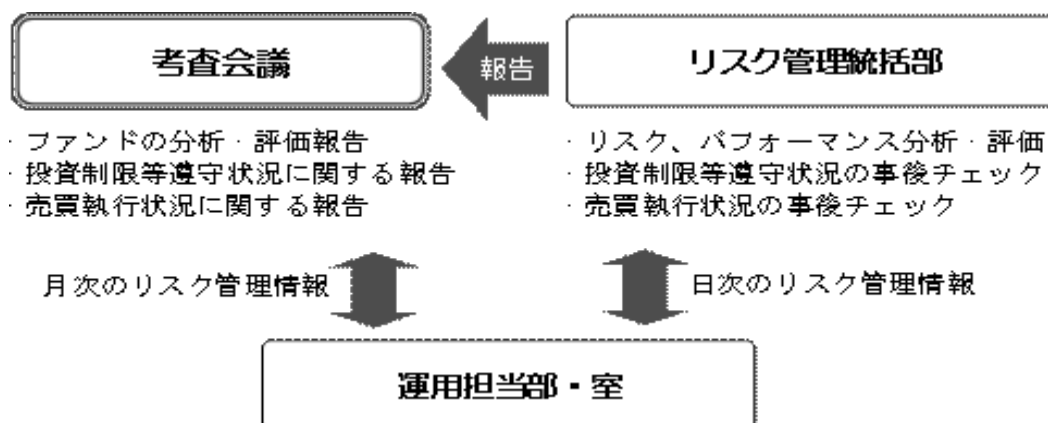 考査会議
報告
リスク管理統括部
· ファンドの分析・評価報告
· 投資制限等遵守状況に関する報告
· 売買執行状況に関する報告
· リスク、パフォーマンス分析・評価
· 投資制限等遵守状況の事後チェック
· 売買執行状況の事後チェック
月次のリスク管理情報
日次のリスク管理情報
運用担当部・室